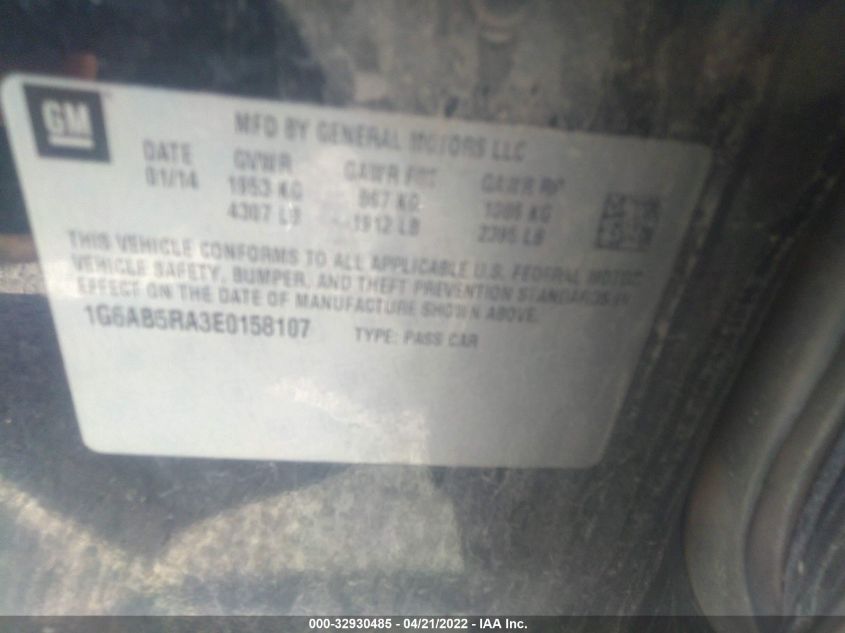 GM
MFD BY GENERAL MOTORS LLC
DATE GVWR GAWR FRT GAWR RR
01/14 1953 KG 867 KG 1086 KG
4307 LB 1912 LB 2395 LB
THIS VEHICLE CONFORMS TO ALL APPLICABLE U.S. FEDERAL MOTOR
VEHICLE SAFETY, BUMPER, AND THEFT PREVENTION STANDARDS IN
EFFECT ON THE DATE OF MANUFACTURE SHOWN ABOVE.
1G6AB5RA3E0158107 TYPE: PASS CAR
000-32930485 - 04/21/2022 - IAA Inc.